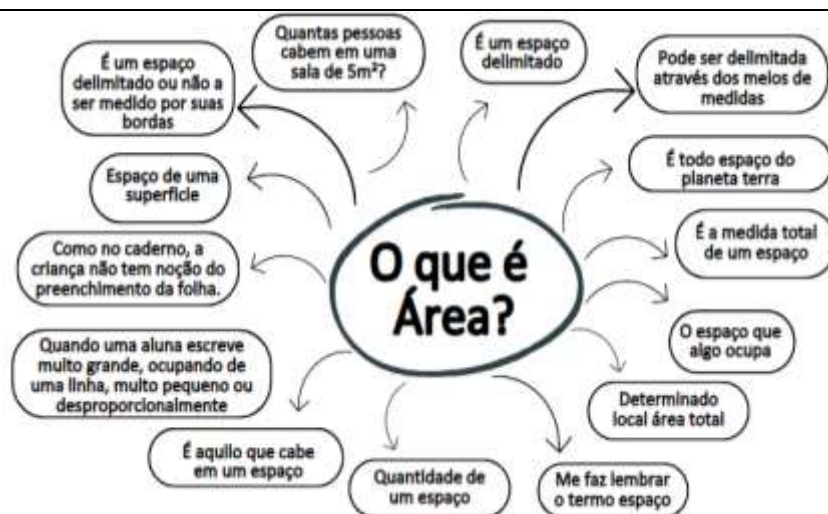 Quantas pessoas
cabem em uma
sala de 5m²?
É um espaço
delimitado
Pode ser delimitada
através dos meios de
medidas
É um espaço
delimitado ou não a
ser medido por suas
bordas
É todo espaço do
planeta terra
Espaço de uma
superfície
É a medida total
de um espaço
Como no caderno, a
criança não tem noção do
preenchimento da folha.
O que é
Área?
O espaço que
algo ocupa
Quando uma aluna escreve
muito grande, ocupando de
uma linha, muito pequeno ou
desproporcionalmente
Determinado
local área total
É aquilo que cabe
em um espaço
Quantidade de
um espaço
Me faz lembrar
o termo espaço